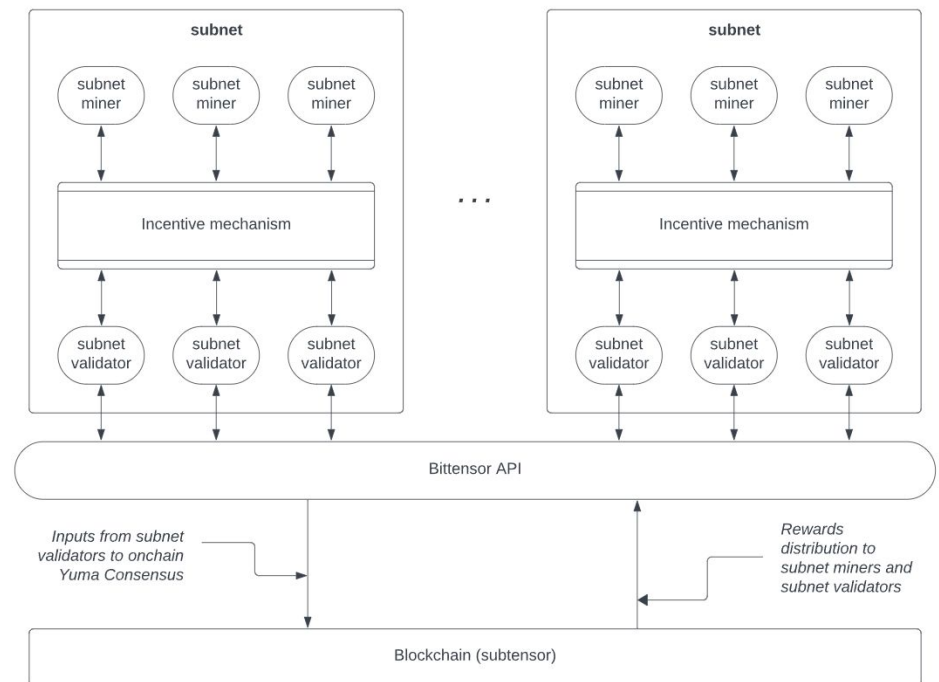 subnet
subnet
miner
subnet
miner
subnet
miner
Incentive mechanism
subnet
validator
subnet
validator
subnet
validator
...
subnet
subnet
miner
subnet
miner
subnet
miner
Incentive mechanism
subnet
validator
subnet
validator
subnet
validator
Bittensor API
Inputs from subnet
validators to onchain
Yuma Consensus
Rewards
distribution to
subnet miners and
subnet validators
Blockchain (subtensor)